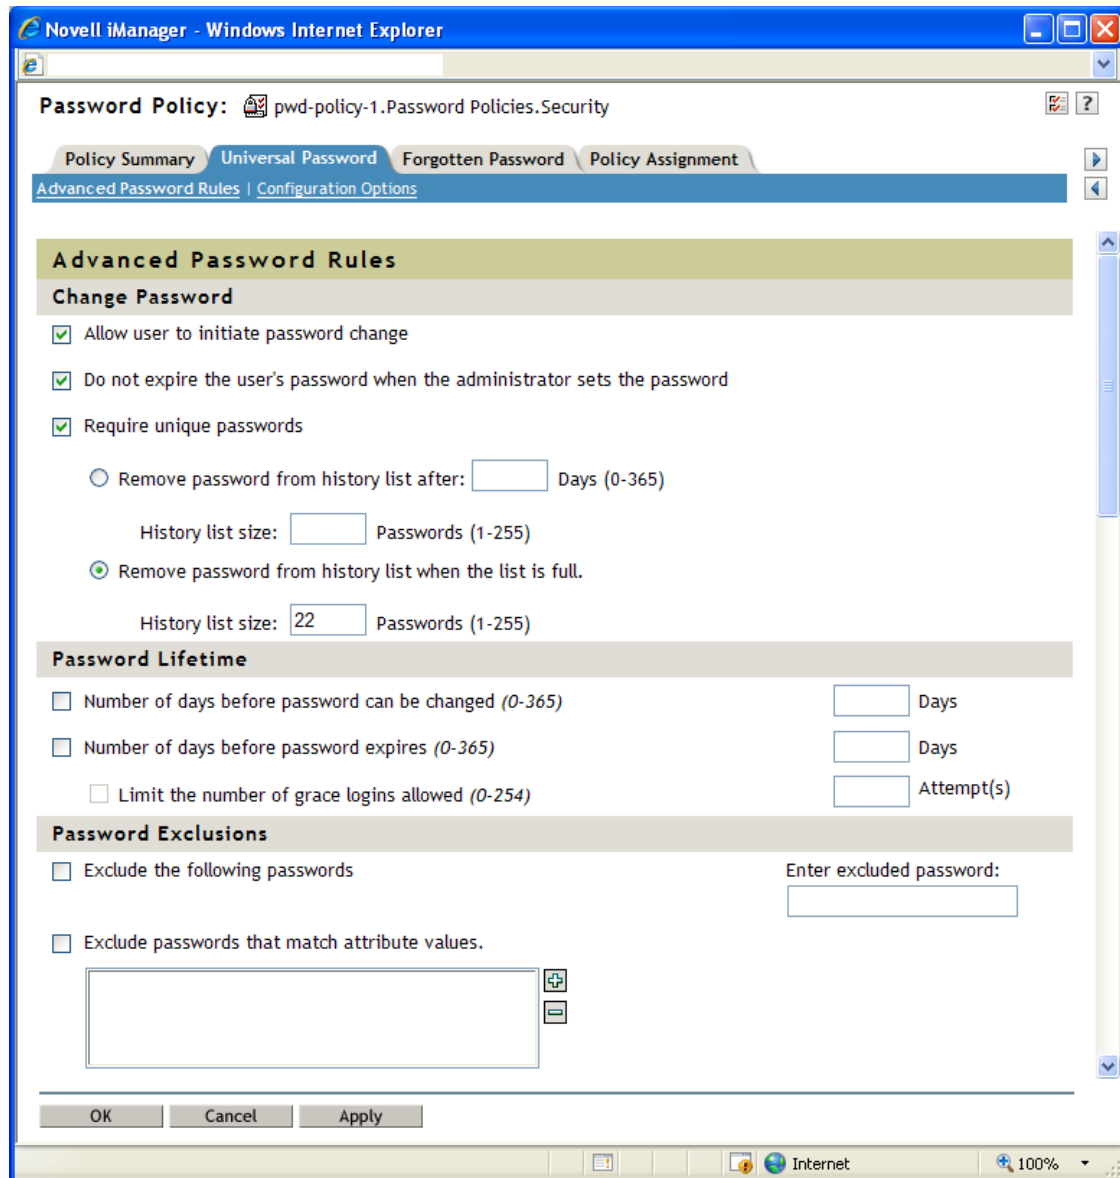 Novell iManager - Windows Internet Explorer
Password Policy: pwd-policy-1.Password Policies.Security ?
Policy Summary Universal Password Forgotten Password Policy Assignment
Advanced Password Rules | Configuration Options
Advanced Password Rules
Change Password
Allow user to initiate password change
Do not expire the user's password when the administrator sets the password
Require unique passwords
Remove password from history list after: Days (0-365)
History list size: Passwords (1-255)
Remove password from history list when the list is full.
History list size: 22 Passwords (1-255)
Password Lifetime
Number of days before password can be changed (0-365) Days
Number of days before password expires (0-365) Days
Limit the number of grace logins allowed (0-254) Attempt(s)
Password Exclusions
Exclude the following passwords Enter excluded password:
Exclude passwords that match attribute values.
OK Cancel Apply
Internet 100%